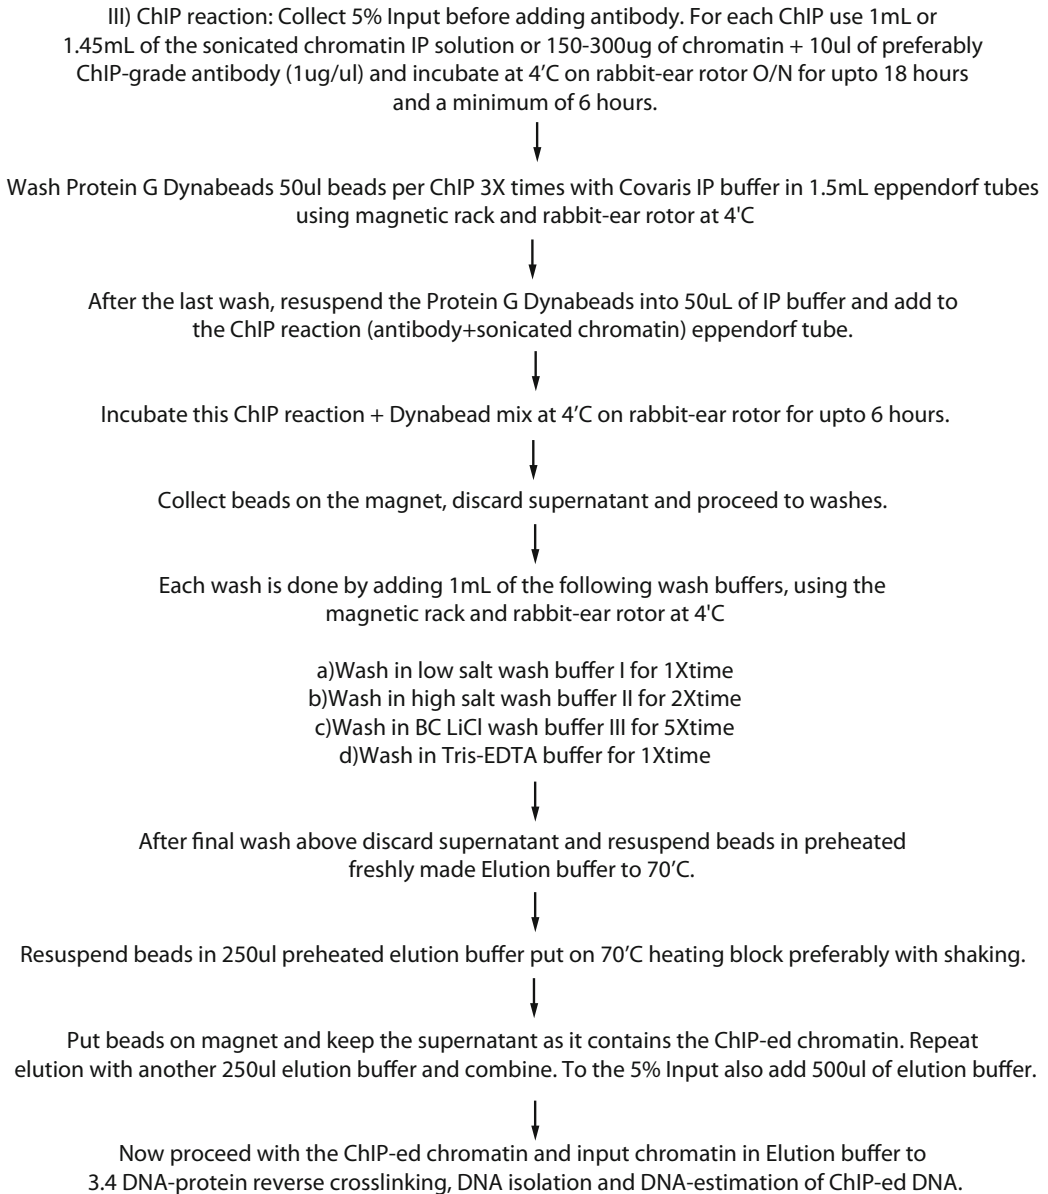 III) ChIP reaction: Collect 5% Input before adding antibody. For each ChIP use 1mL or
1.45mL of the sonicated chromatin IP solution or 150-300ug of chromatin + 10ul of preferably
ChIP-grade antibody (1ug/ul) and incubate at 4’C on rabbit-ear rotor O/N for upto 18 hours
and a minimum of 6 hours.
Wash Protein G Dynabeads 50ul beads per ChIP 3X times with Covaris IP buffer in 1.5mL eppendorf tubes
using magnetic rack and rabbit-ear rotor at 4'C
After the last wash, resuspend the Protein G Dynabeads into 50uL of IP buffer and add to
the ChIP reaction (antibody+sonicated chromatin) eppendorf tube.
Incubate this ChIP reaction + Dynabead mix at 4’C on rabbit-ear rotor for upto 6 hours.
Collect beads on the magnet, discard supernatant and proceed to washes.
Each wash is done by adding 1mL of the following wash buffers, using the
magnetic rack and rabbit-ear rotor at 4'C
a)Wash in low salt wash buffer I for 1Xtime
b)Wash in high salt wash buffer II for 2Xtime
c)Wash in BC LiCl wash buffer III for 5Xtime
d)Wash in Tris-EDTA buffer for 1Xtime
After final wash above discard supernatant and resuspend beads in preheated
freshly made Elution buffer to 70’C.
Resuspend beads in 250ul preheated elution buffer put on 70’C heating block preferably with shaking.
Put beads on magnet and keep the supernatant as it contains the ChIP-ed chromatin. Repeat
elution with another 250ul elution buffer and combine. To the 5% Input also add 500ul of elution buffer.
Now proceed with the ChIP-ed chromatin and input chromatin in Elution buffer to
3.4 DNA-protein reverse crosslinking, DNA isolation and DNA-estimation of ChIP-ed DNA.